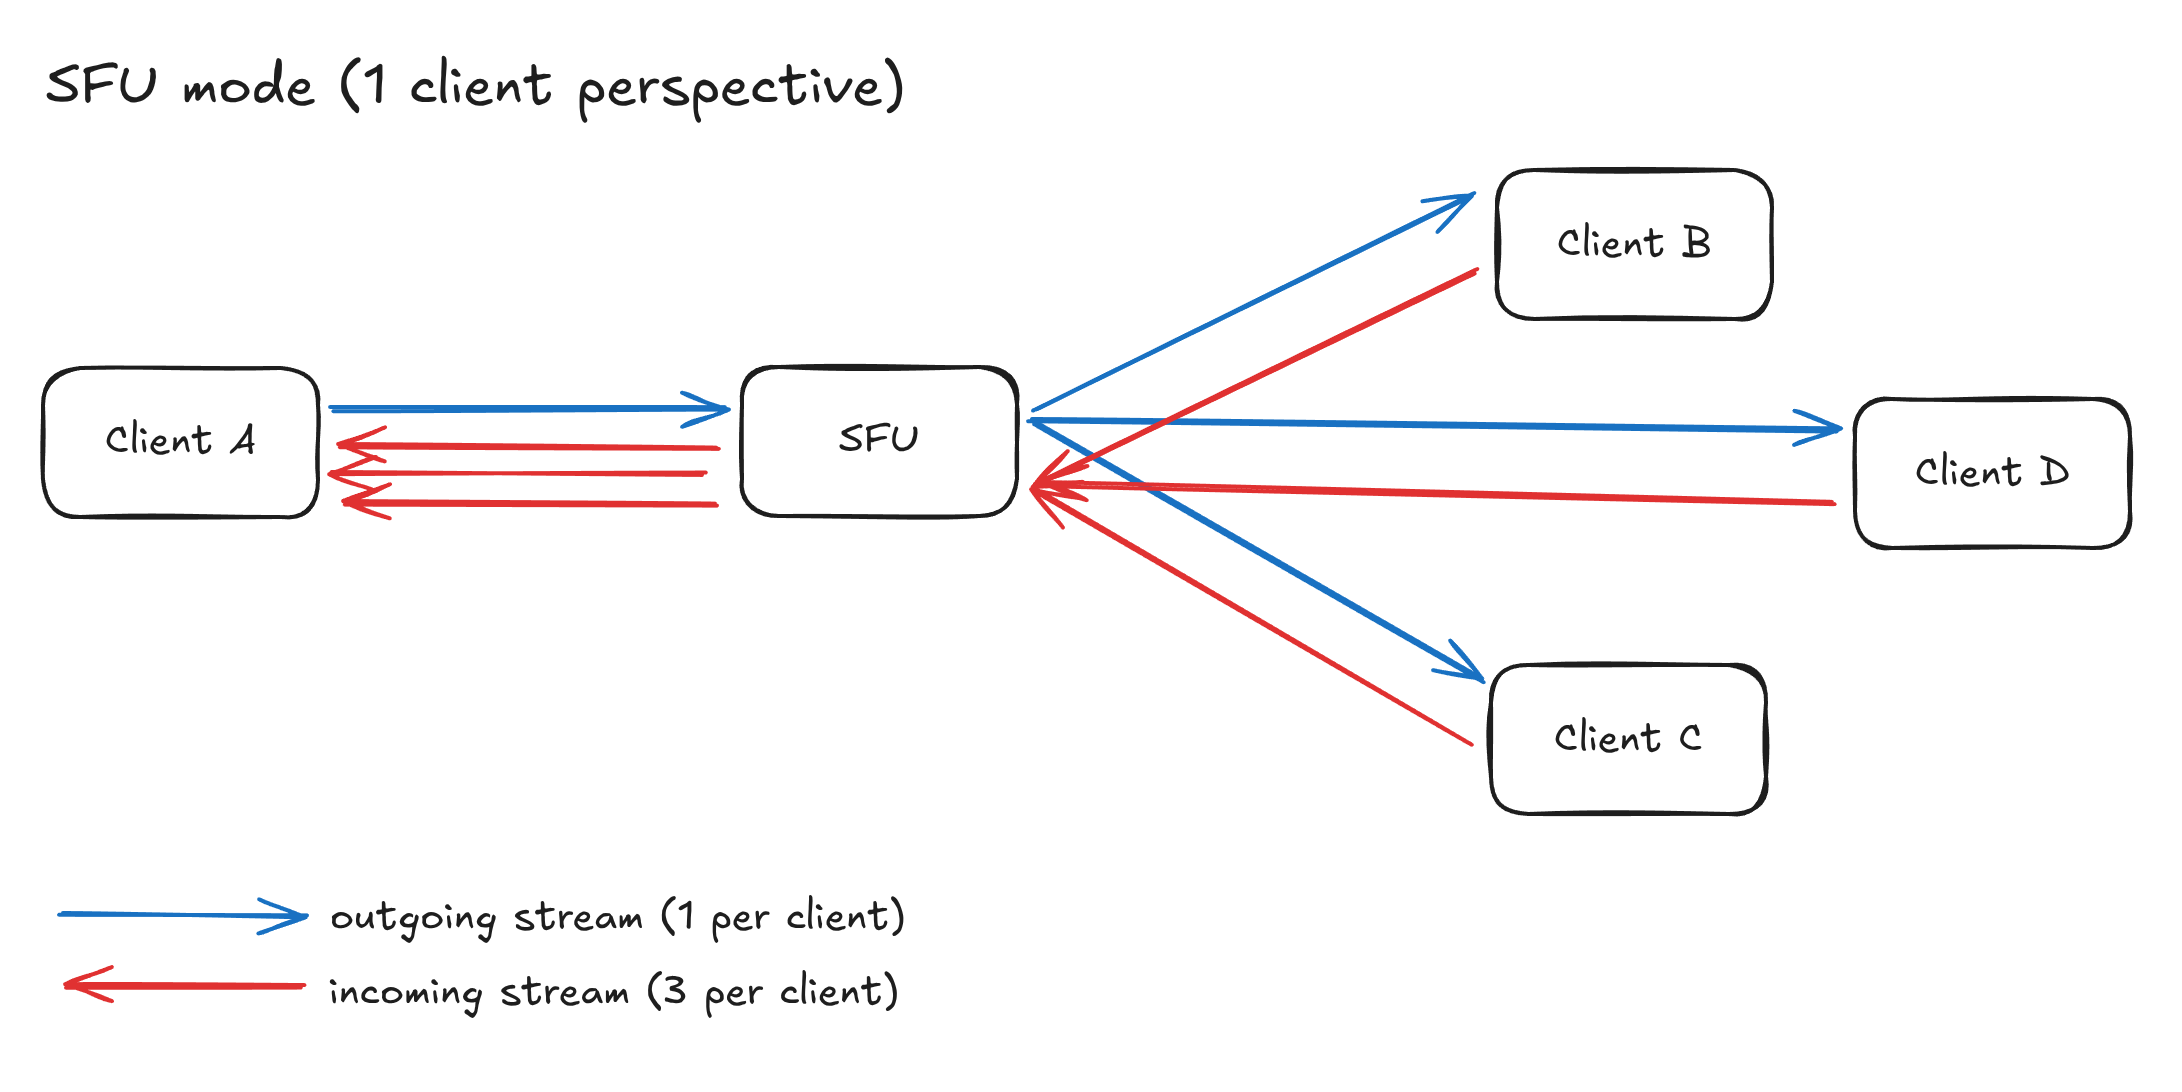 SFU mode (1 client perspective)
Client B
Client A
SFU
Client D
Client C
outgoing stream (1 per client)
incoming stream (3 per client)